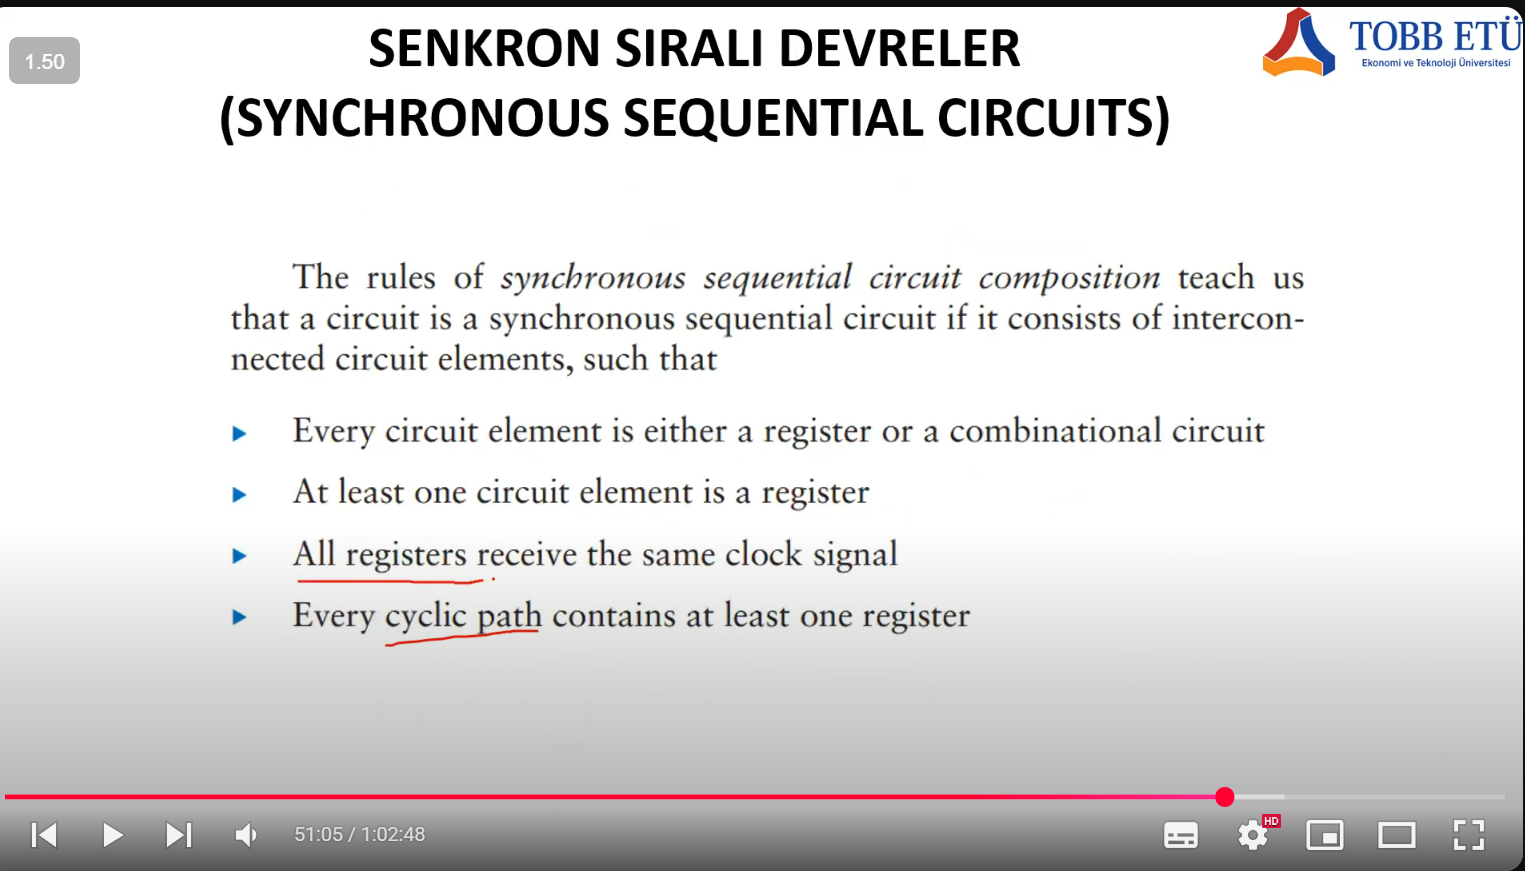 1.50
SENKRON SIRALI DEVRELER
(SYNCHRONOUS SEQUENTIAL CIRCUITS)
TOBB ETÜ
Ekonomi ve Teknoloji Üniversitesi
The rules of synchronous sequential circuit composition teach us
that a circuit is a synchronous sequential circuit if it consists of intercon-
nected circuit elements, such that
Every circuit element is either a register or a combinational circuit
At least one circuit element is a register
All registers receive the same clock signal
Every cyclic path contains at least one register
51:05 / 1:02:48
HD